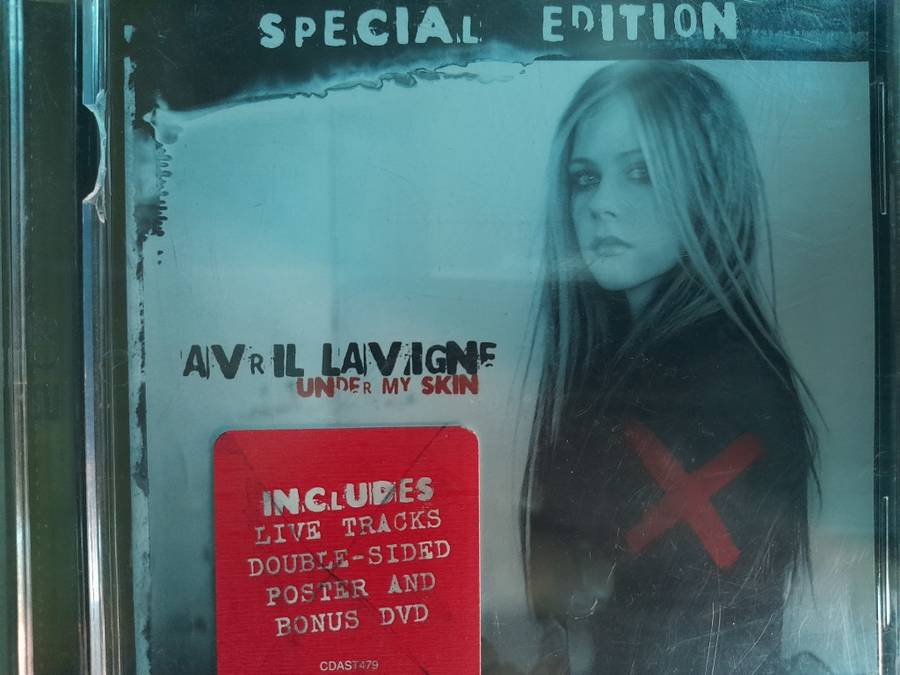 SPECIAL EDITION
AVRIL LAVIGNE
UNDER MY SKIN
INCLUDES
LIVE TRACKS
DOUBLE-SIDED
POSTER AND
BONUS DVD
CDAST479